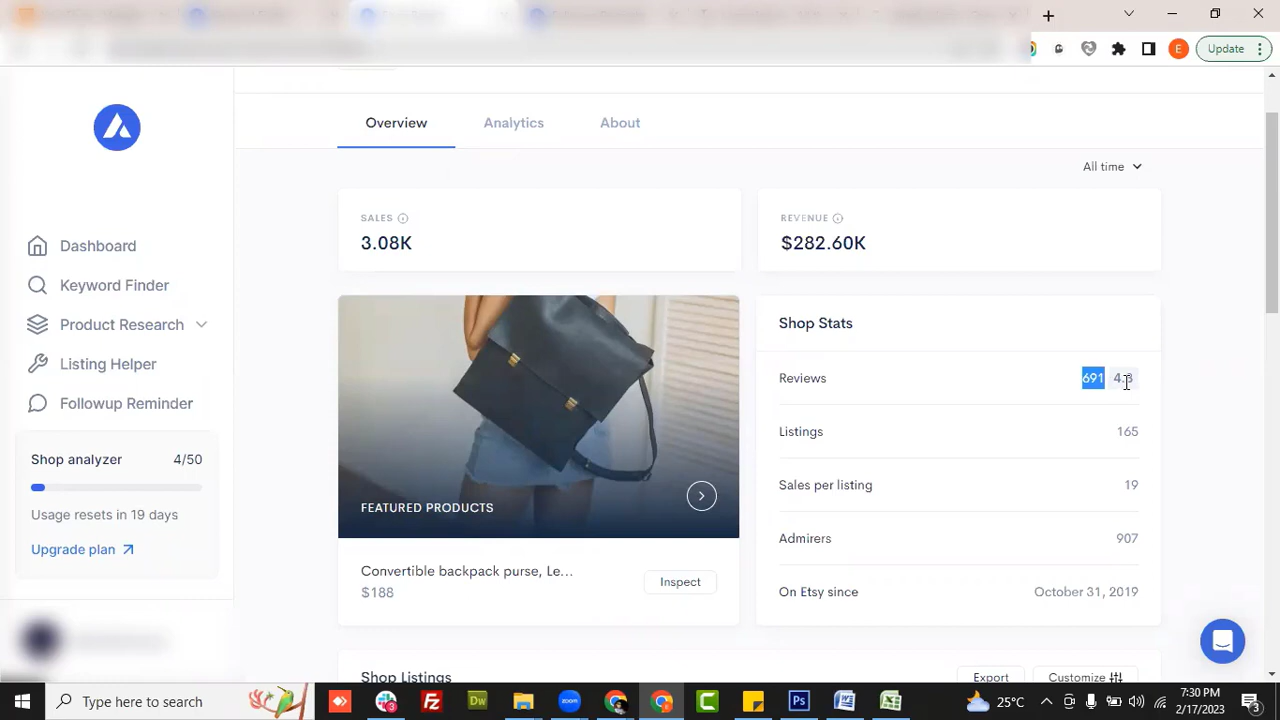 E
Update
Overview
Analytics
About
All time
SALES
3.08K
REVENUE
$282.60K
Dashboard
Keyword Finder
Product Research
Listing Helper
Followup Reminder
Shop analyzer 4/50
Usage resets in 19 days
Upgrade plan
FEATURED PRODUCTS
Convertible backpack purse, Le...
$188
Inspect
Shop Stats
Reviews 691
Listings 165
Sales per listing 19
Admirers 907
On Etsy since October 31, 2019
Shop Listings
Export
Customize
Type here to search
25°C
7:30 PM
2/17/2023